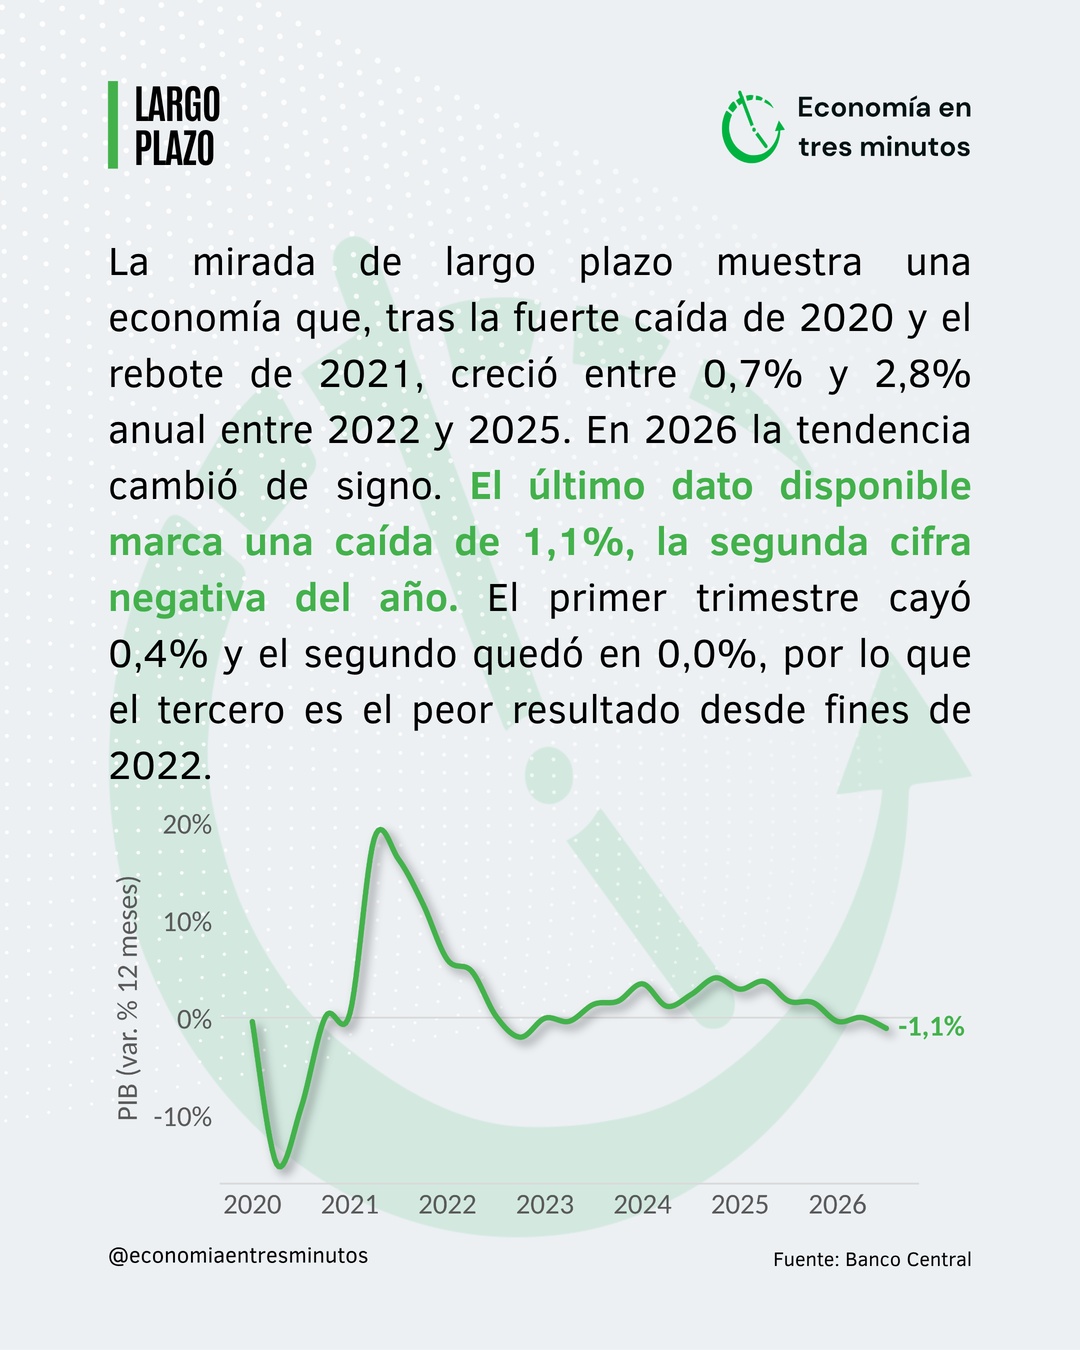 LARGO
PLAZO
Economía en
tres minutos
La mirada de largo plazo muestra una
economía que, tras la fuerte caída de 2020 y el
rebote de 2021, creció entre 0,7% y 2,8%
anual entre 2022 y 2025. En 2026 la tendencia
cambió de signo. El último dato disponible
marca una caída de 1,1%, la segunda cifra
negativa del año. El primer trimestre cayó
0,4% y el segundo quedó en 0,0%, por lo que
el tercero es el peor resultado desde fines de
2022.
PIB (var. % 12 meses)
20%
10%
0%
-10%
-1,1%
2020 2021 2022 2023 2024 2025 2026
@economiaentresminutos
Fuente: Banco Central